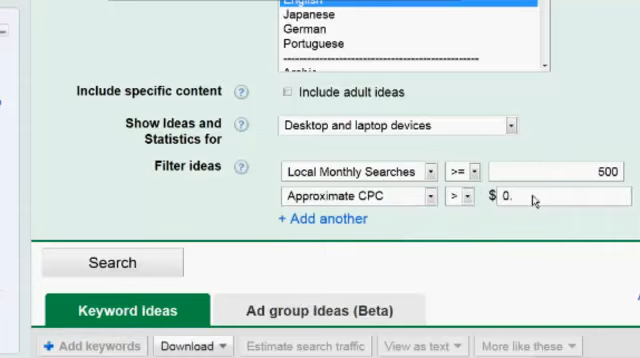 English
Japanese
German
Portuguese
--------------------------------------------------
Include specific content ? Include adult ideas
Show Ideas and Statistics for ? Desktop and laptop devices
Filter ideas ? Local Monthly Searches >= 500
Approximate CPC > $ 0.
+ Add another
Search
Keyword Ideas Ad group Ideas (Beta)
Add keywords Download Estimate search traffic View as text More like these